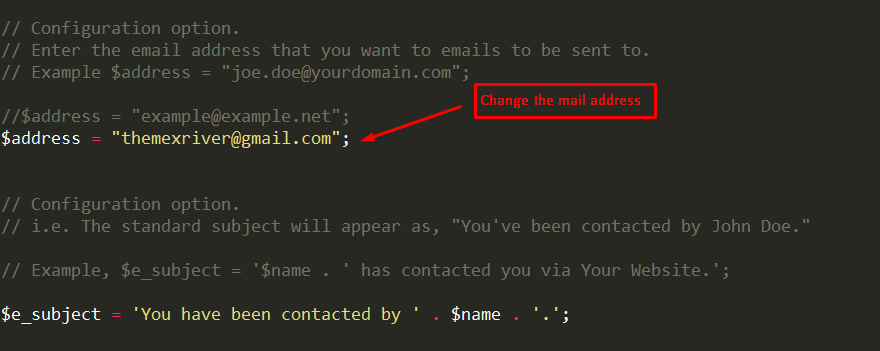 // Configuration option.
// Enter the email address that you want to emails to be sent to.
// Example $address = "joe.doe@yourdomain.com";
Change the mail address
//$address = "example@example.net";
$address = "themexriver@gmail.com";
// Configuration option.
// i.e. The standard subject will appear as, "You've been contacted by John Doe."
// Example, $e_subject = '$name . ' has contacted you via Your Website.';
$e_subject = 'You have been contacted by ' . $name . '.';